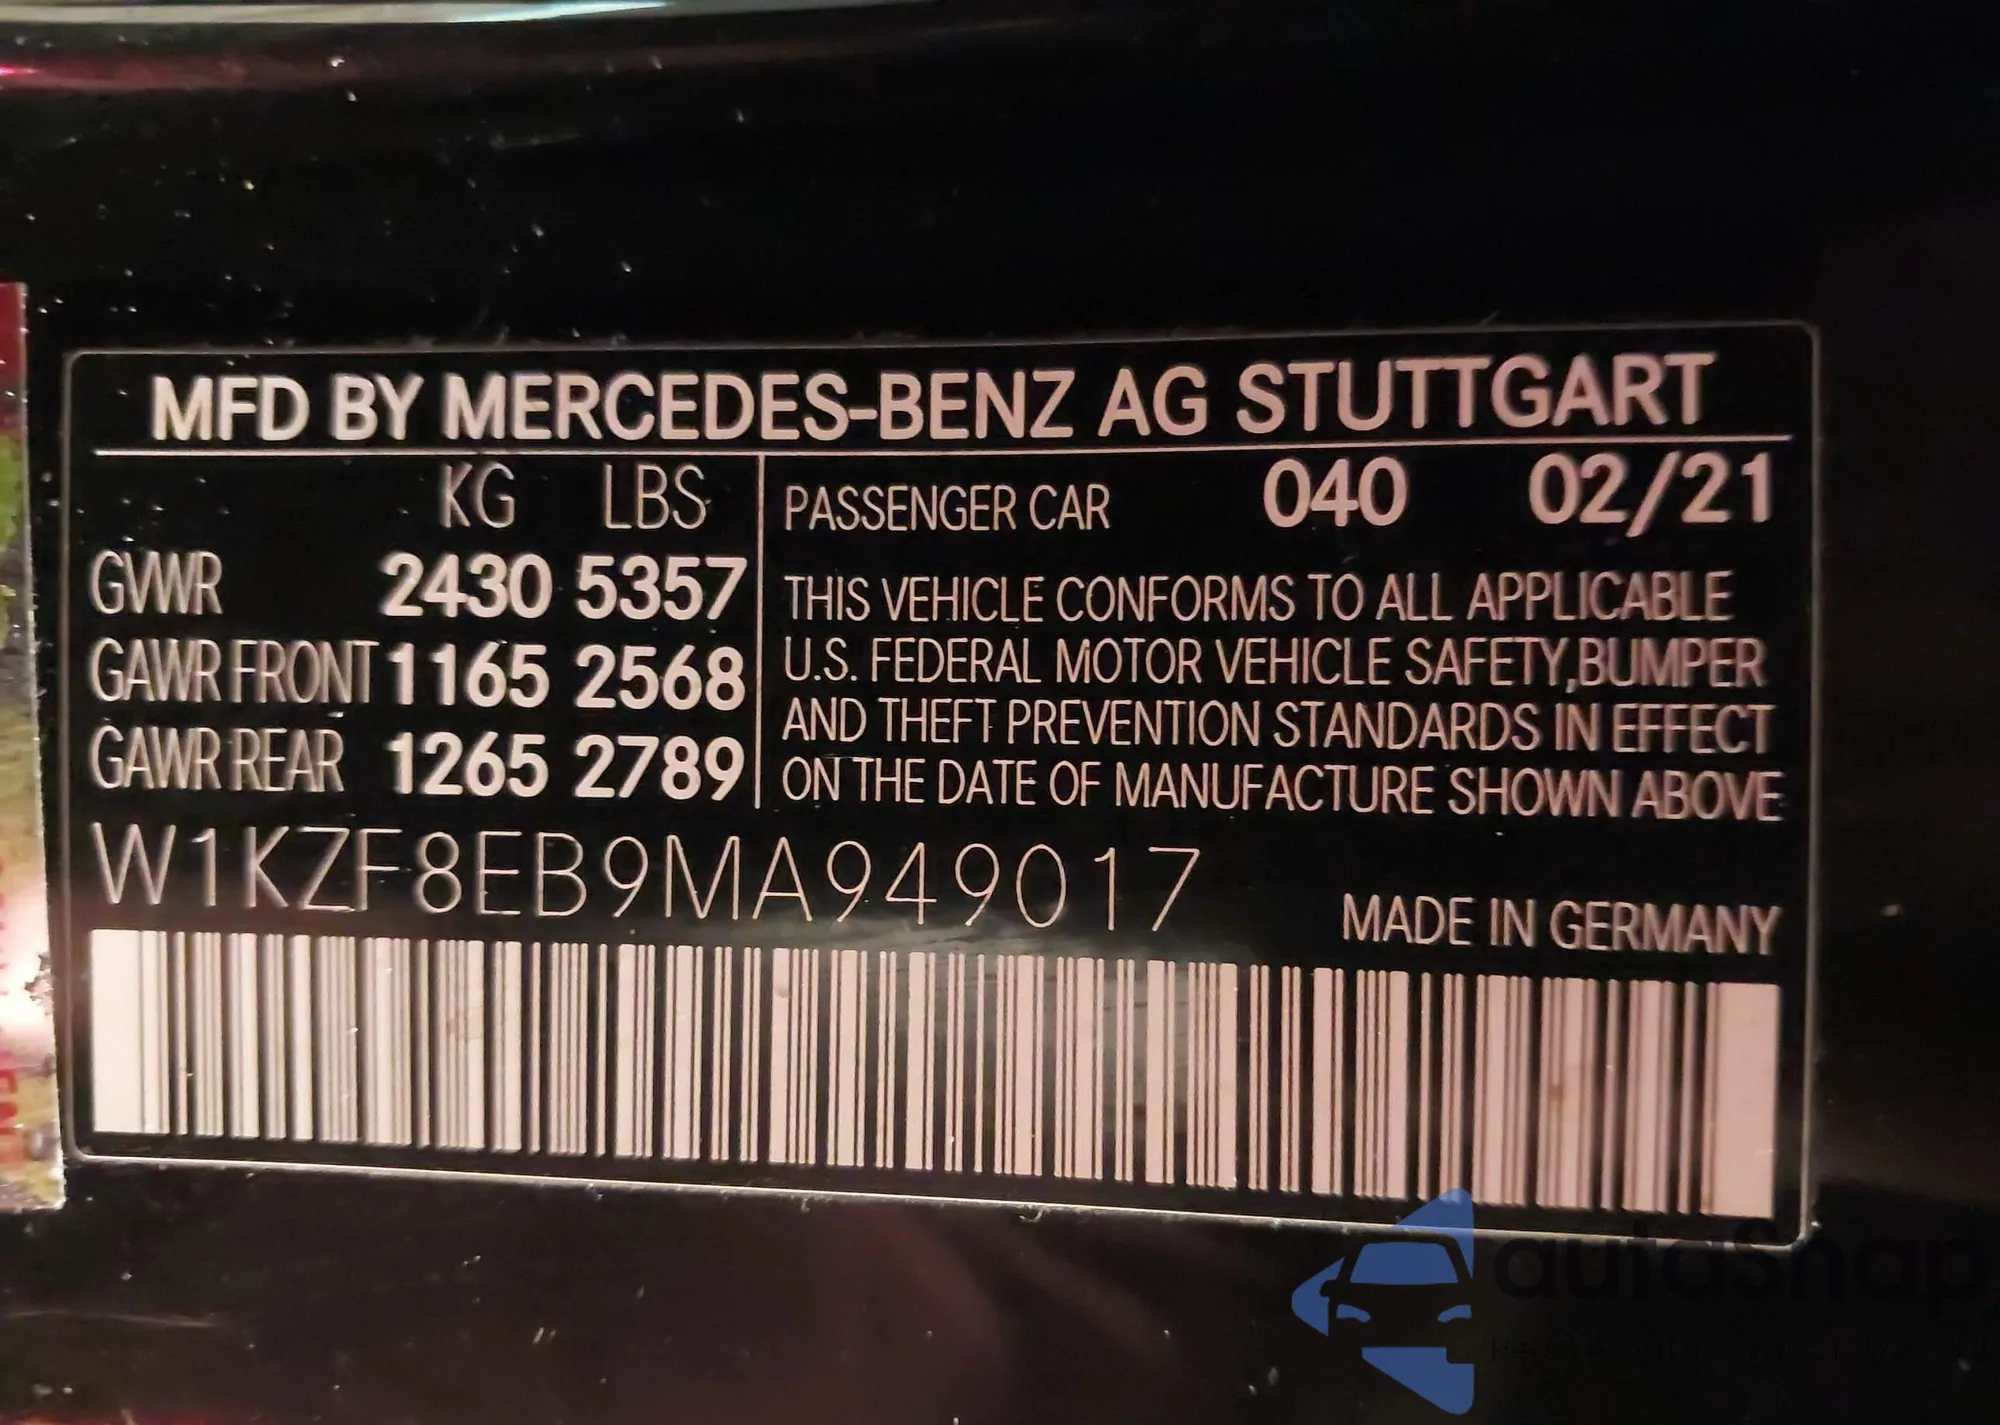 MFD BY MERCEDES-BENZ AG STUTTGART
KG LBS
GVWR 2430 5357
GAWR FRONT 1165 2568
GAWR REAR 1265 2789
PASSENGER CAR 040 02/21
THIS VEHICLE CONFORMS TO ALL APPLICABLE
U.S. FEDERAL MOTOR VEHICLE SAFETY,BUMPER
AND THEFT PREVENTION STANDARDS IN EFFECT
ON THE DATE OF MANUFACTURE SHOWN ABOVE
W1KZF8EB9MA949017
MADE IN GERMANY
autoSnap